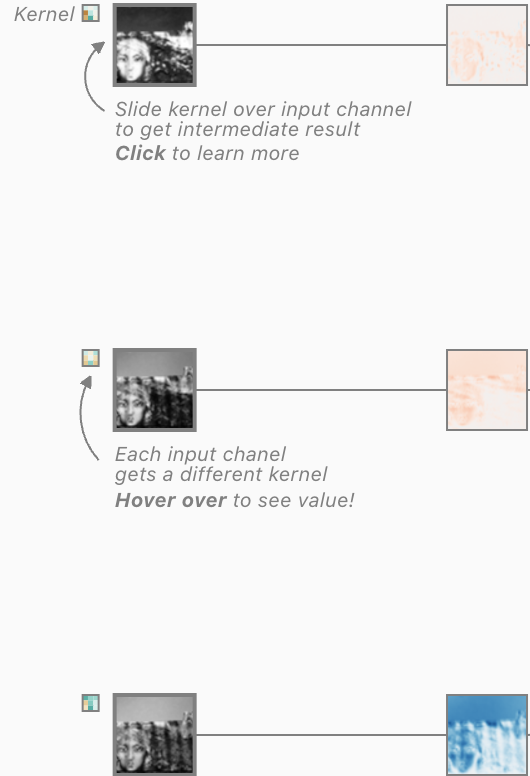 Kernel
Slide kernel over input channel
to get intermediate result
Click to learn more
Each input chanel
gets a different kernel
Hover over to see value!